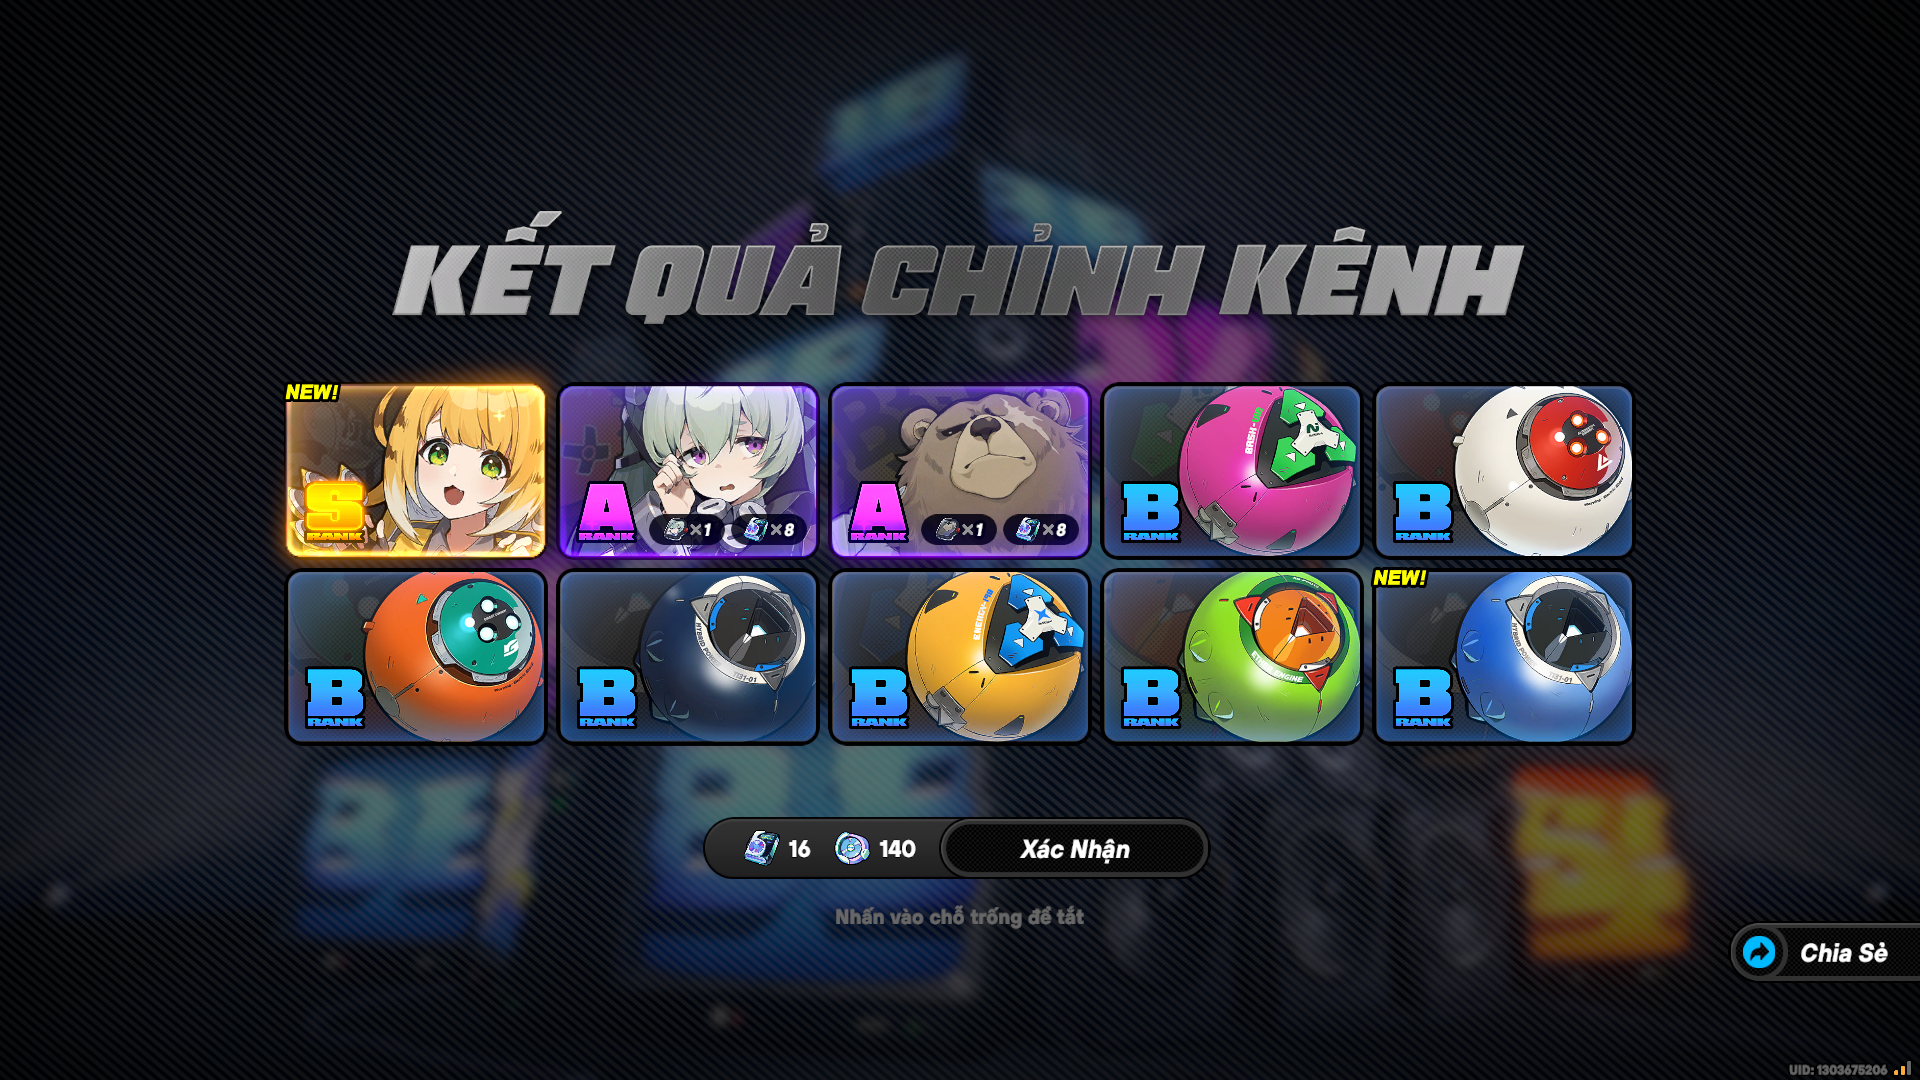 KẾT QUẢ CHỈNH KÊNH
NEW!
S
RANK
A
RANK
×1
×8
A
RANK
×1
×8
B
RANK
B
RANK
B
RANK
B
RANK
B
RANK
B
RANK
NEW!
B
RANK
16
140
Xác Nhận
Nhấn vào chỗ trống để tắt
Chia Sẻ
UID: 1303675206